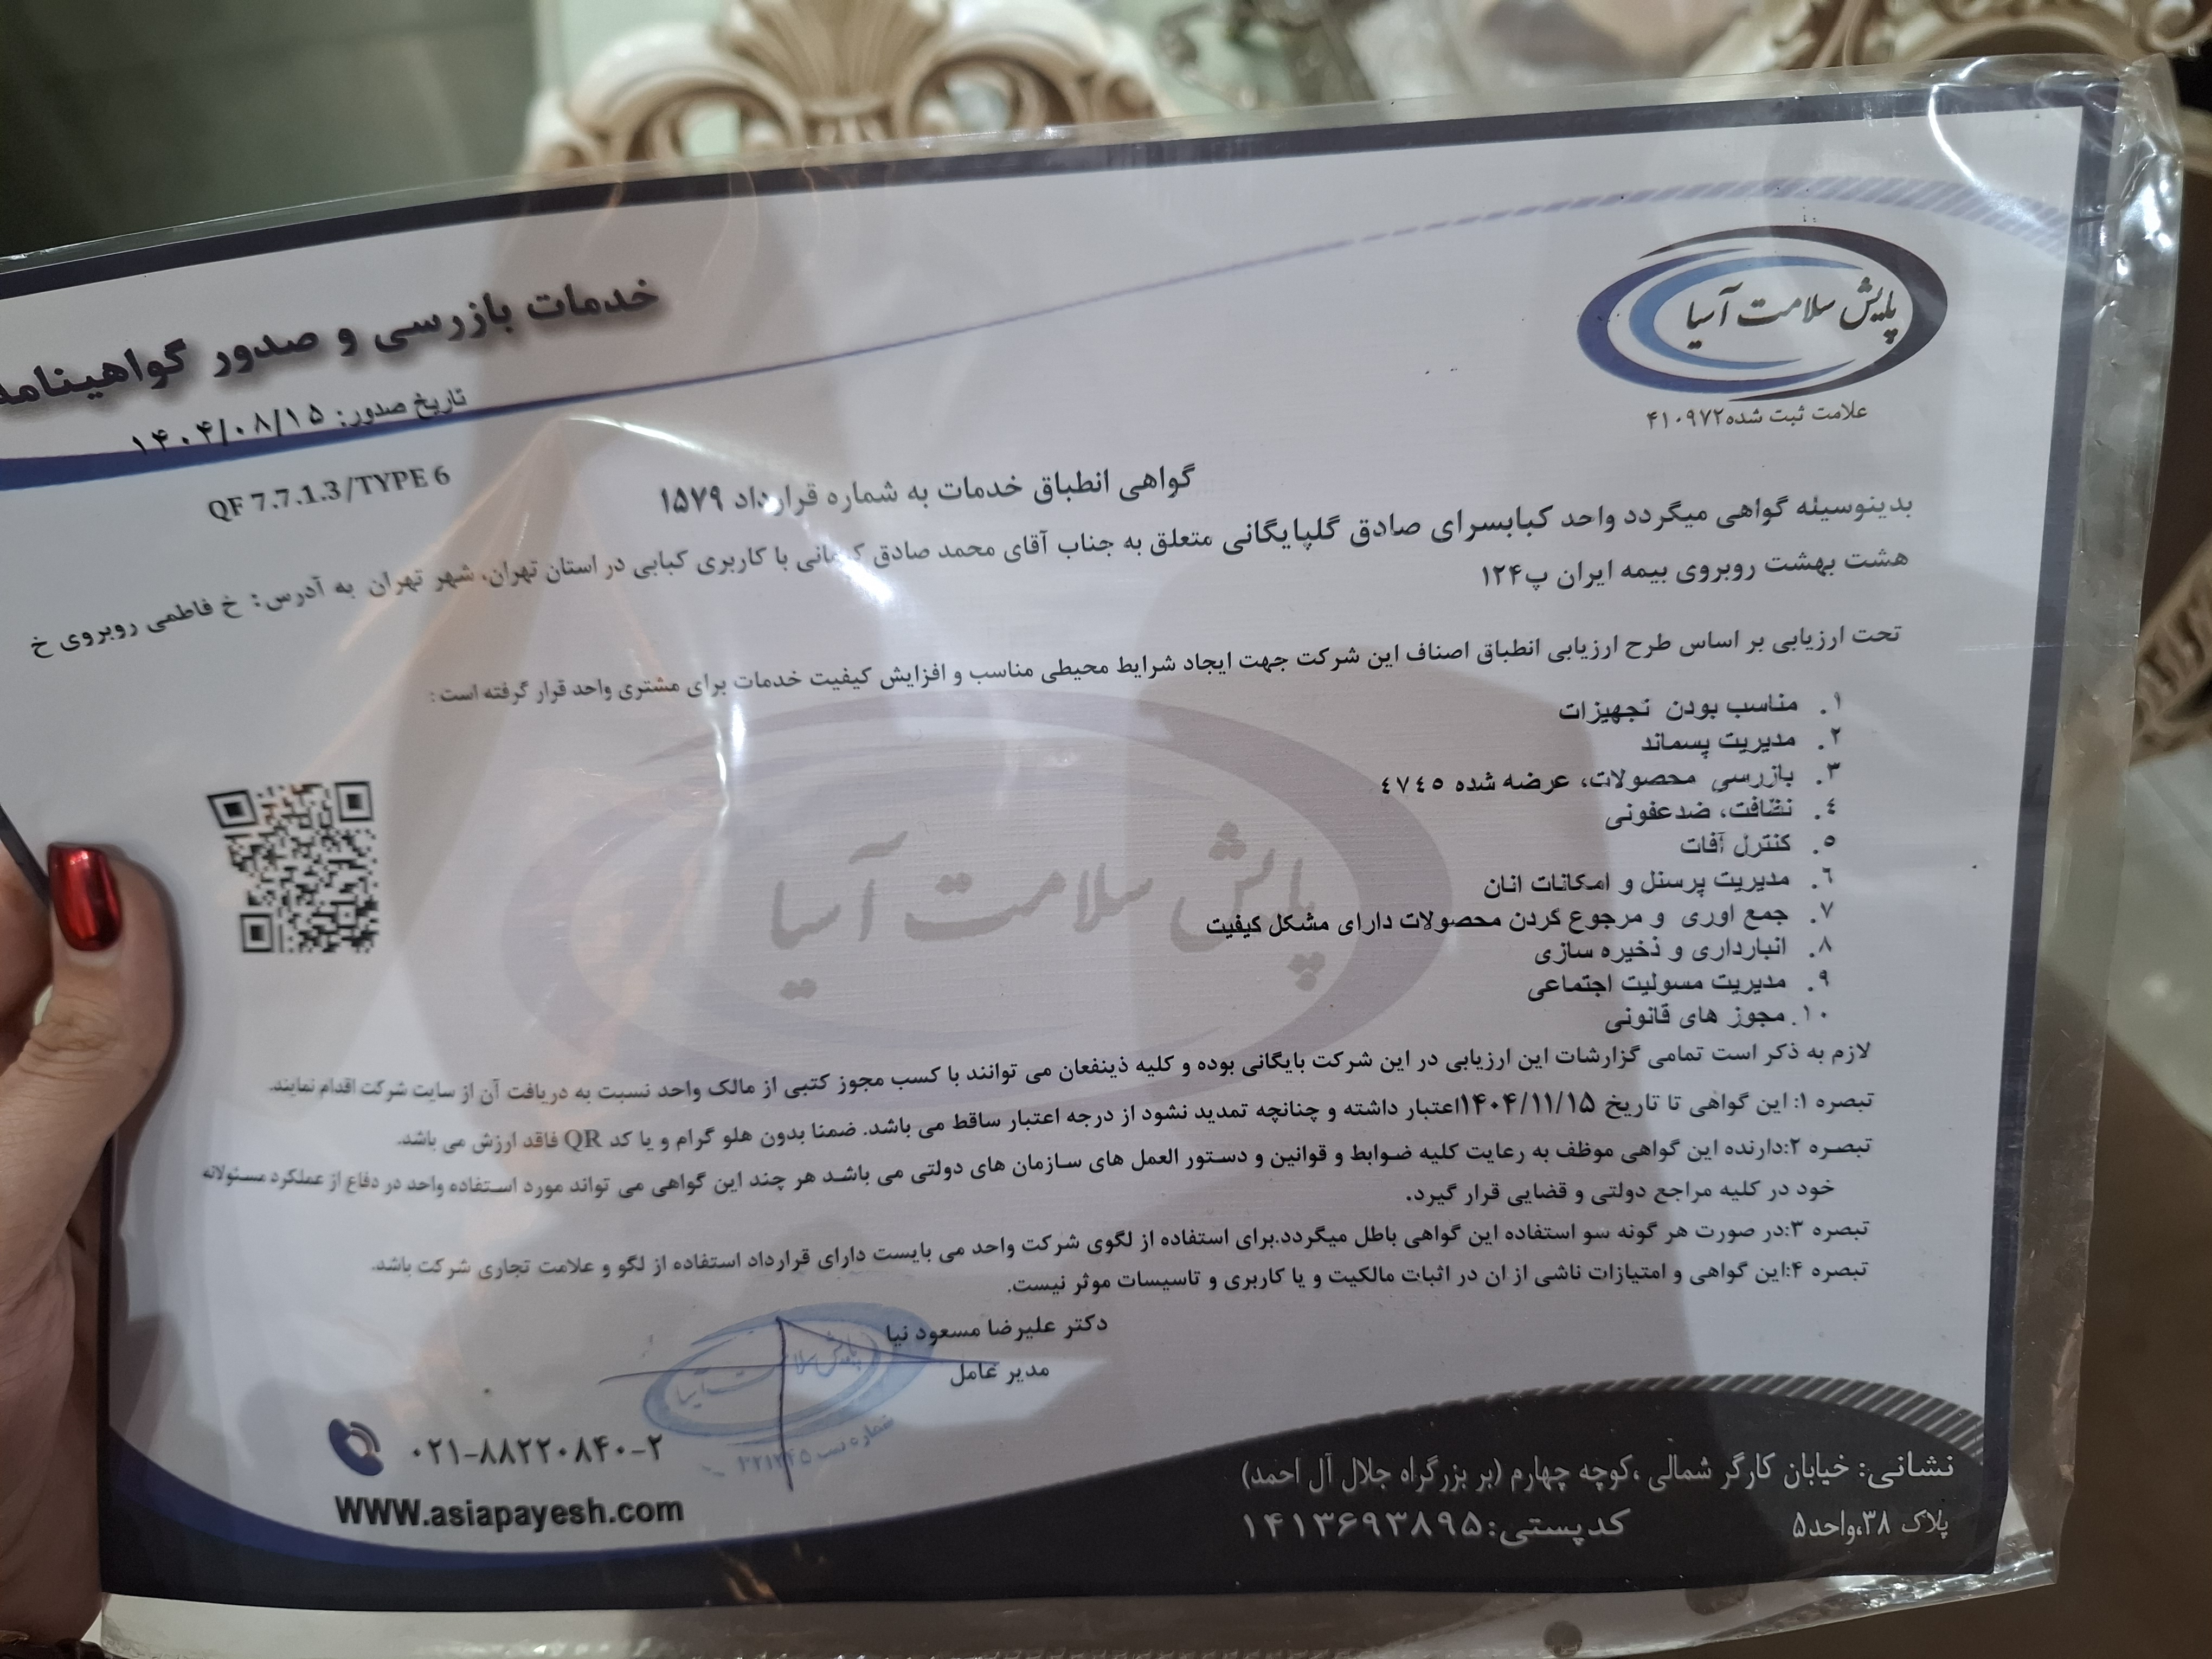 پایش سلامت آسیا
علامت ثبت شده۴۱۰۹۷۲
خدمات بازرسی و صدور گواهینامه
تاریخ صدور: ۱۴۰۴/۰۸/۱۵
QF 7.7.1.3/TYPE 6
گواهی انطباق خدمات به شماره قرارداد ۱۵۷۹
بدینوسیله گواهی میگردد واحد کبابسرای صادق گلپایگانی متعلق به جناب آقای محمد صادق با کاربری کبابی در استان تهران، شهر تهران به آدرس: خ فاطمی روبروی خ
هشت بهشت روبروی بیمه ایران پ۱۲۴
تحت ارزیابی بر اساس طرح ارزیابی انطباق اصناف این شرکت جهت ایجاد شرایط محیطی مناسب و افزایش کیفیت خدمات برای مشتری واحد قرار گرفته است:
۱. مناسب بودن تجهیزات
۲. مدیریت پسماند
۳. بازرسی محصولات، عرضه شده ٤٧٤٥
٤. نظافت، ضدعفونی
٥. کنترل آفات
٦. مدیریت پرسنل و امکانات انان
۷. جمع اوری و مرجوع کردن محصولات دارای مشکل کیفیت
۸. انبارداری و ذخیره سازی
۹. مدیریت مسولیت اجتماعی
۱۰. مجوز های قانونی
پایش سلامت آسیا
لازم به ذکر است تمامی گزارشات این ارزیابی در این شرکت بایگانی بوده و کلیه ذینفعان می توانند با کسب مجوز کتبی از مالک واحد نسبت به دریافت آن از سایت شرکت اقدام نمایند.
تبصره ۱: این گواهی تا تاریخ ۱۴۰۴/۱۱/۱۵اعتبار داشته و چنانچه تمدید نشود از درجه اعتبار ساقط می باشد. ضمنا بدون هلو گرام و یا کد QR فاقد ارزش می باشد.
تبصره ۲:دارنده این گواهی موظف به رعایت کلیه ضوابط و قوانین و دستور العمل های سازمان های دولتی می باشد هر چند این گواهی می تواند مورد استفاده واحد در دفاع از عملکرد مسئولانه
خود در کلیه مراجع دولتی و قضایی قرار گیرد.
تبصره ۳:در صورت هر گونه سو استفاده این گواهی باطل میگردد.برای استفاده از لگوی شرکت واحد می بایست دارای قرارداد استفاده از لگو و علامت تجاری شرکت باشد.
تبصره ۴:این گواهی و امتیازات ناشی از ان در اثبات مالکیت و یا کاربری و تاسیسات موثر نیست.
دکتر علیرضا مسعود نیا
مدیر عامل
پایش سلامت آسیا
شماره ثبت
۰۲۱-۸۸۲۲۰۸۴۰-۲
WWW.asiapayesh.com
نشانی: خیابان کارگر شمالی ،کوچه چهارم (بر بزرگراه جلال آل احمد)
پلاک ۳۸،واحد۵ کدپستی:۱۴۱۳۶۹۳۸۹۵